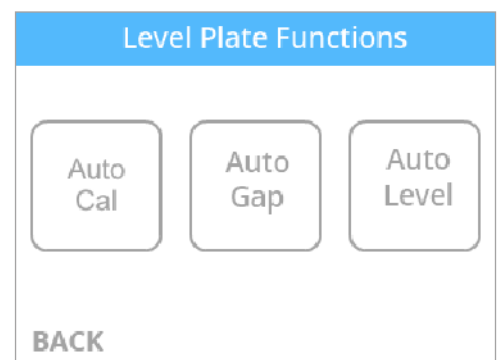 Level Plate Functions
Auto
Cal
Auto
Gap
Auto
Level
BACK